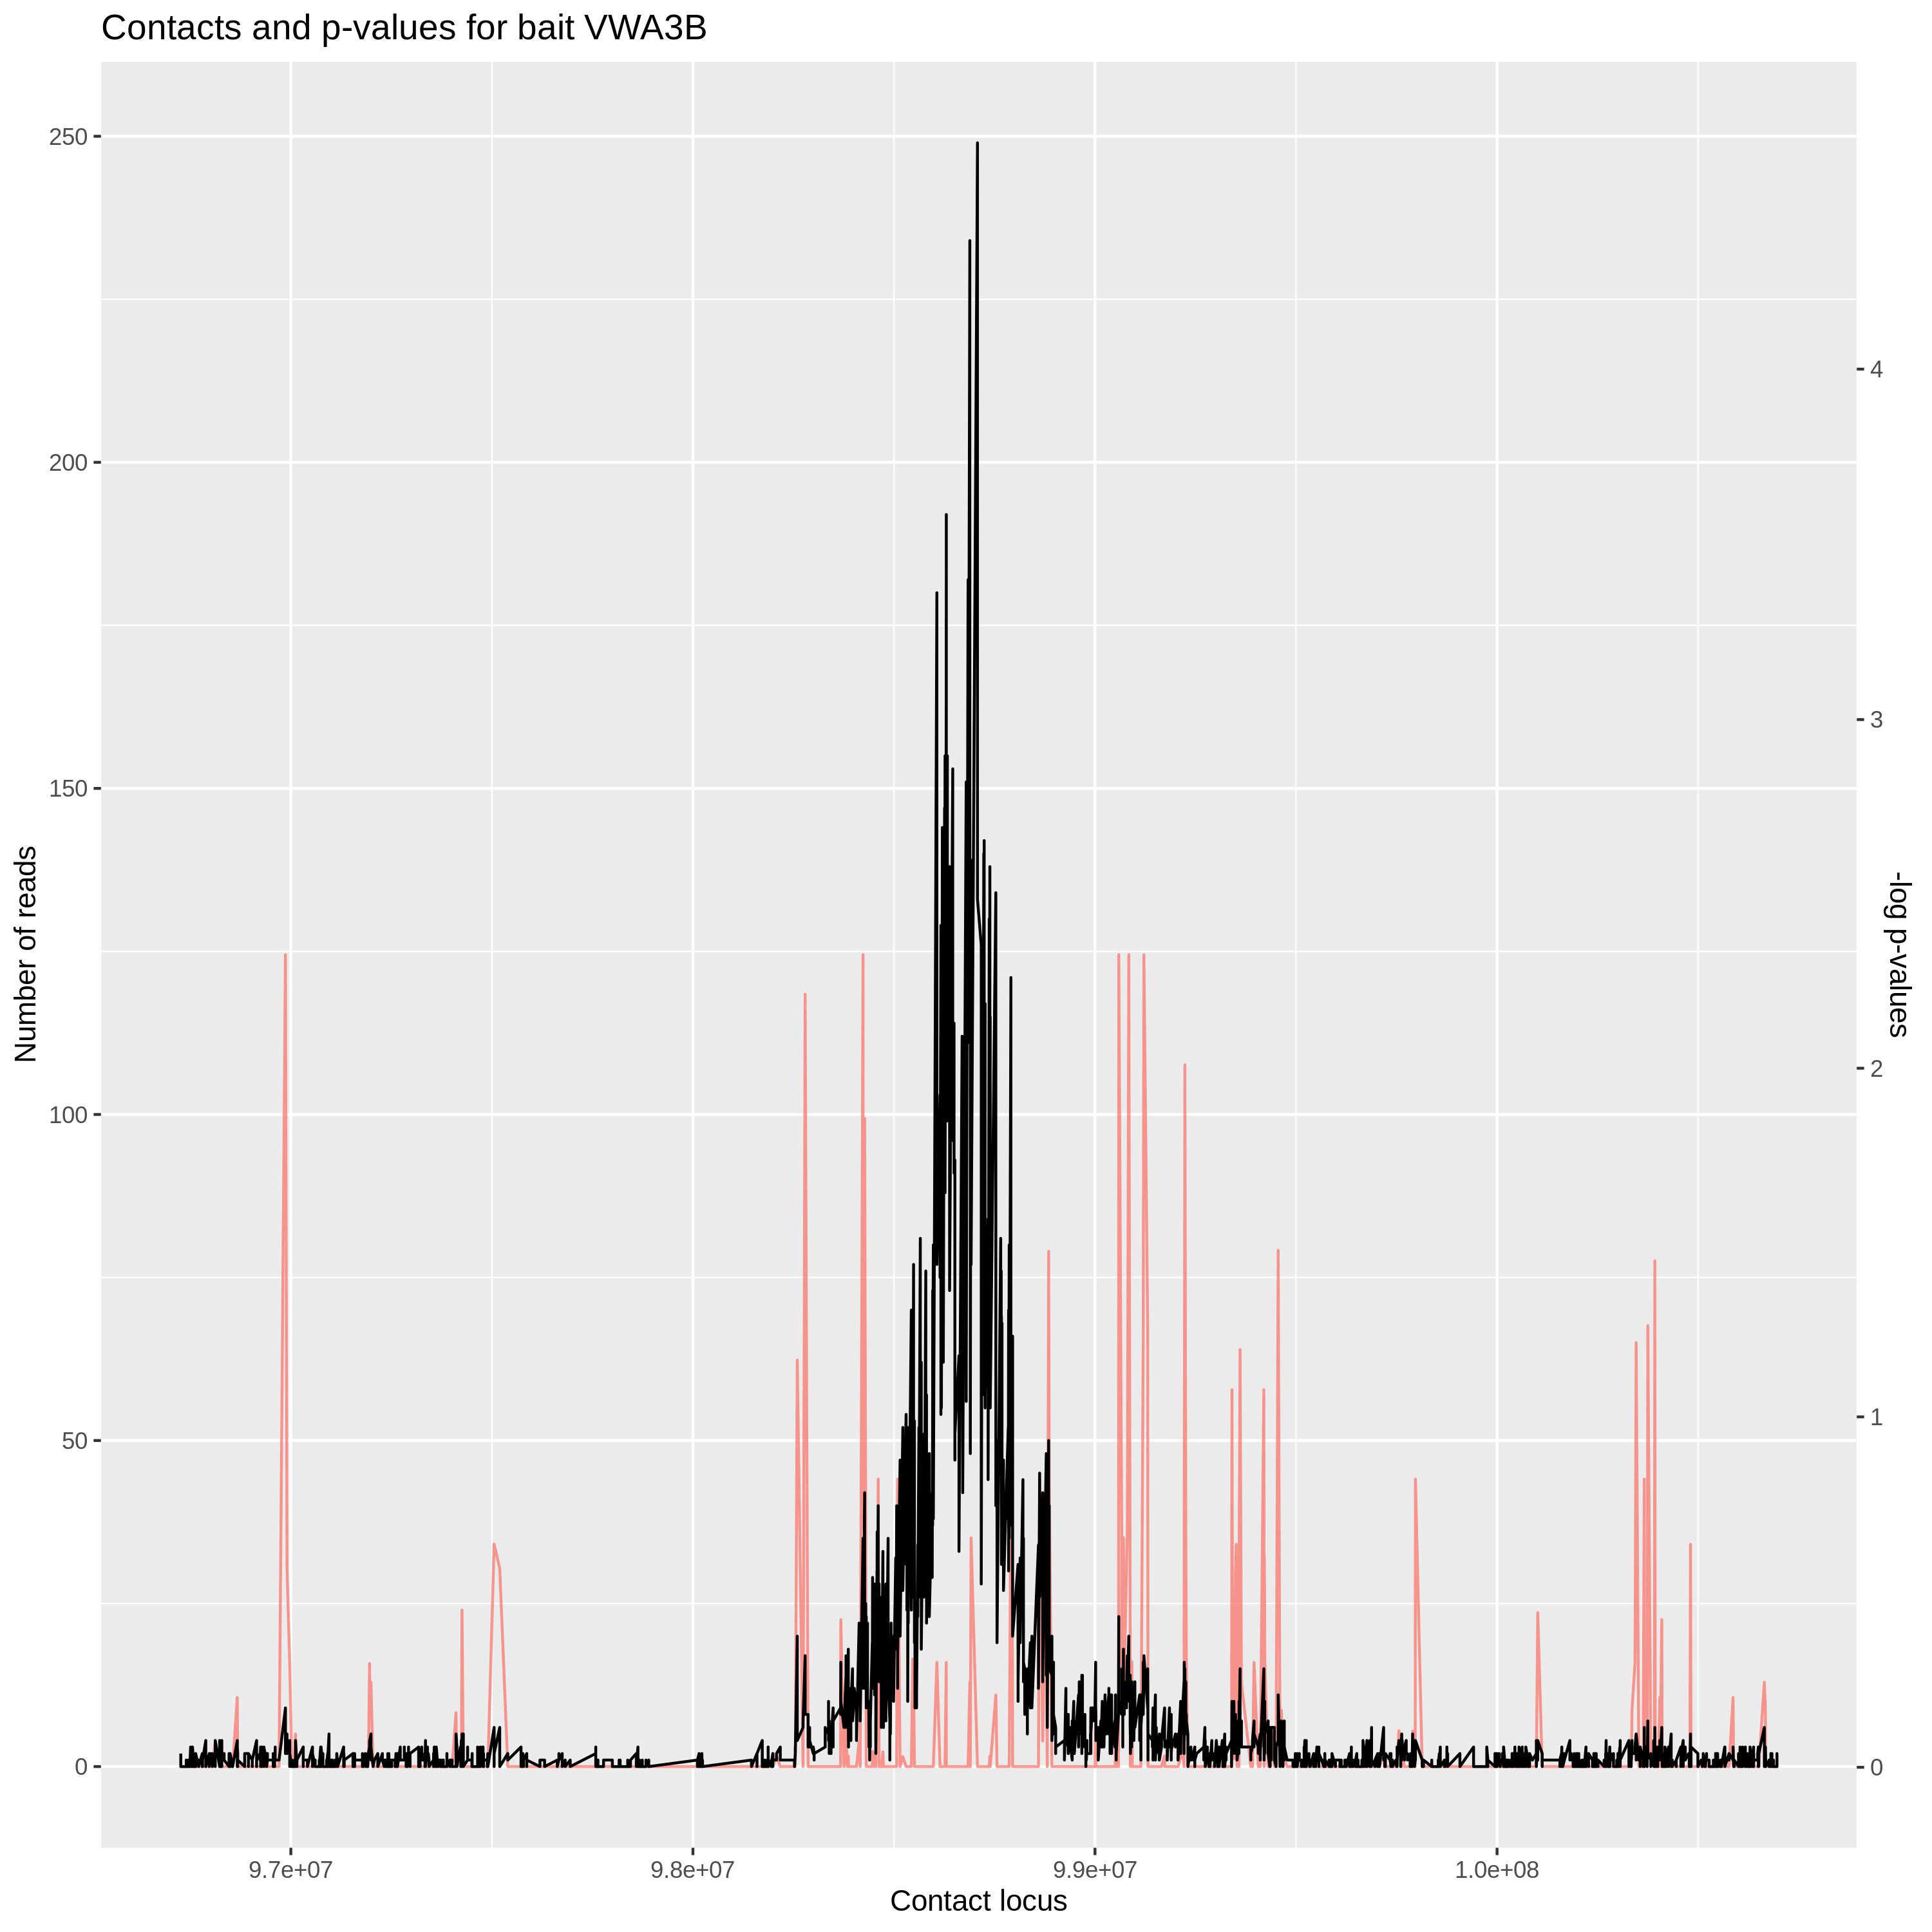 Contacts and p-values for bait VWA3B
250
200
150
100
50
0
Number of reads
4
3
2
1
0
-log p-values
9.7e+07 9.8e+07 9.9e+07 1.0e+08
Contact locus